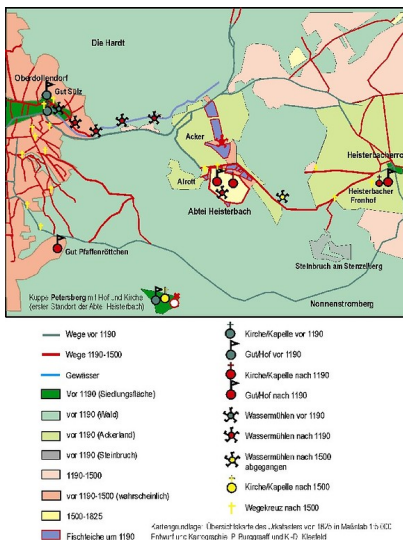 Die Hardt
Oberdollendorf
Gut Sülz
Acker
Heisterbacherro
Alrott
Heisterbacher
Fronhof
Abtei Heisterbach
Gut Pfaffenröttchen
Steinbruch am Stenzelberg
Kuppe Petersberg mit Hof und Kirche
(erster Standort der Abtei Heisterbach)
Nonnenstromberg
Wege vor 1190
Wege 1190-1500
Gewässer
Vor 1190 (Siedlungsfläche)
vor 1190 (Wald)
vor 1190 (Ackerland)
vor 1190 (Steinbruch)
1190-1500
vor 1190-1500 (wahrscheinlich)
1500-1825
Fischteiche um 1190
Kirche/Kapelle vor 1190
Gut/Hof vor 1190
Kirche/Kapelle nach 1190
Gut/Hof nach 1190
Wassermühlen vor 1190
Wassermühlen nach 1190
Wassermühlen nach 1500
abgegangen
Kirche/Kapelle nach 1500
Wegekreuz nach 1500
Kartengrundlage: Übersichtskarte des Urkatasters vor 1825 in Maßstab 1:5 000
Entwurf und Kartographie: P. Burggraaff und K.-D. Kleefeld